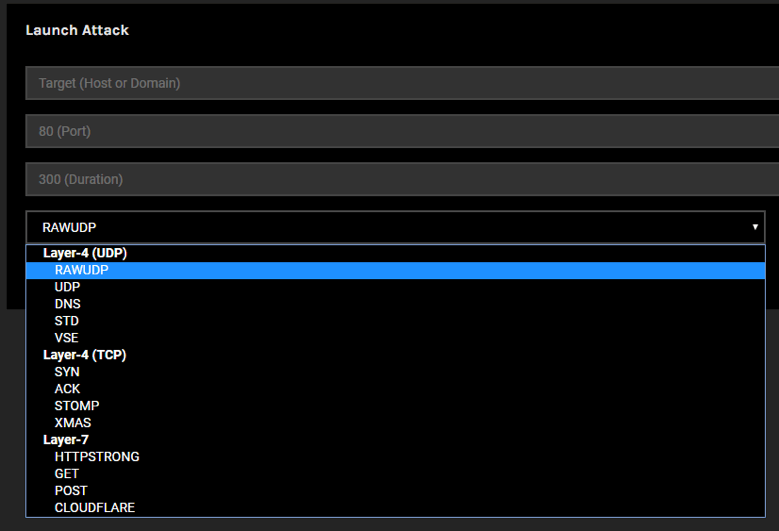 Launch Attack
Target (Host or Domain)
80 (Port)
300 (Duration)
RAWUDP
Layer-4 (UDP)
RAWUDP
UDP
DNS
STD
VSE
Layer-4 (TCP)
SYN
ACK
STOMP
XMAS
Layer-7
HTTPSTRONG
GET
POST
CLOUDFLARE